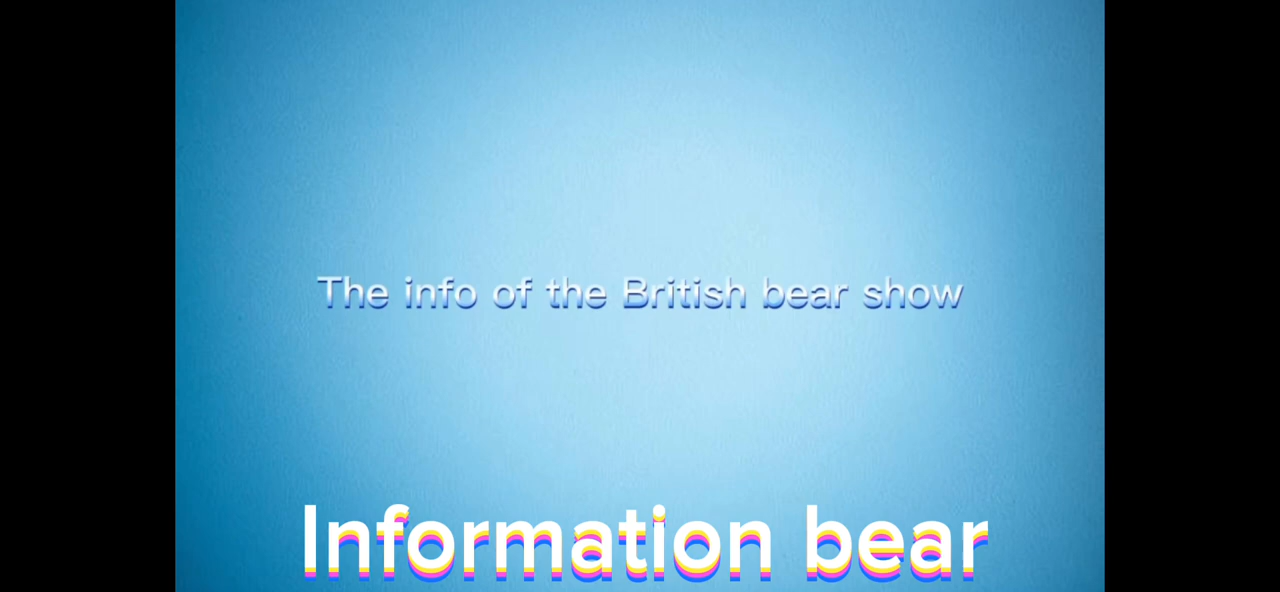 The info of the British bear show
Information bear